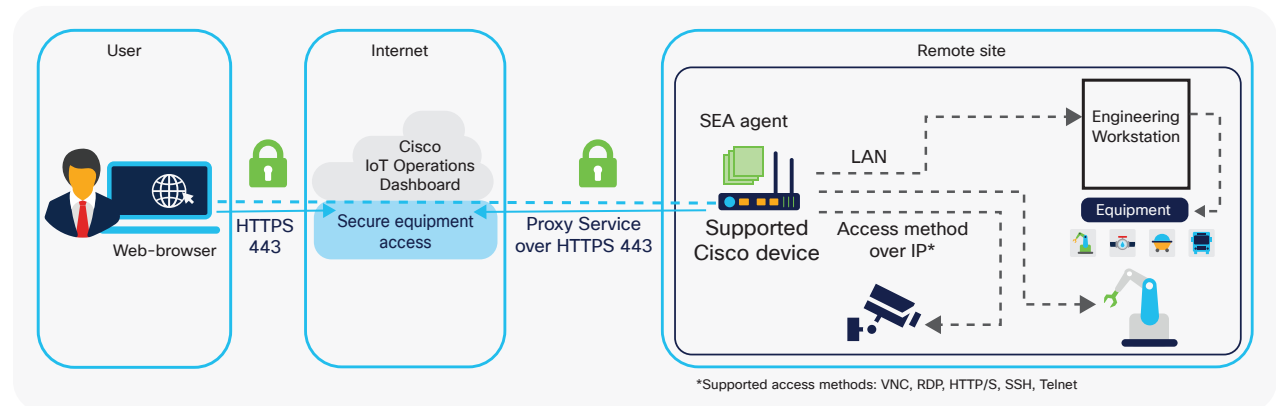 User
Internet
Remote site
Cisco
IoT Operations
Dashboard
Secure equipment
access
Web-browser
HTTPS
443
Proxy Service
over HTTPS 443
SEA agent
LAN
Supported
Cisco device
Access method
over IP*
Engineering
Workstation
Equipment
*Supported access methods: VNC, RDP, HTTP/S, SSH, Telnet